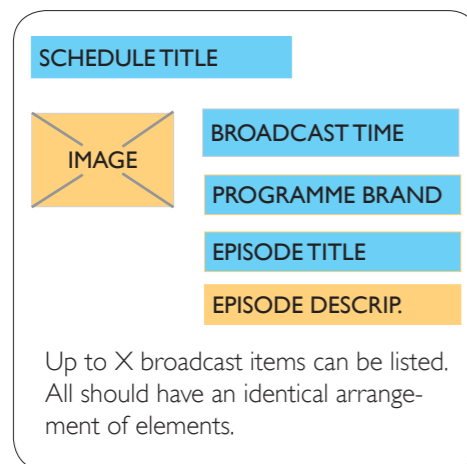 SCHEDULE TITLE
IMAGE
BROADCAST TIME
PROGRAMME BRAND
EPISODE TITLE
EPISODE DESCRIP.
Up to X broadcast items can be listed.
All should have an identical arrange-
ment of elements.